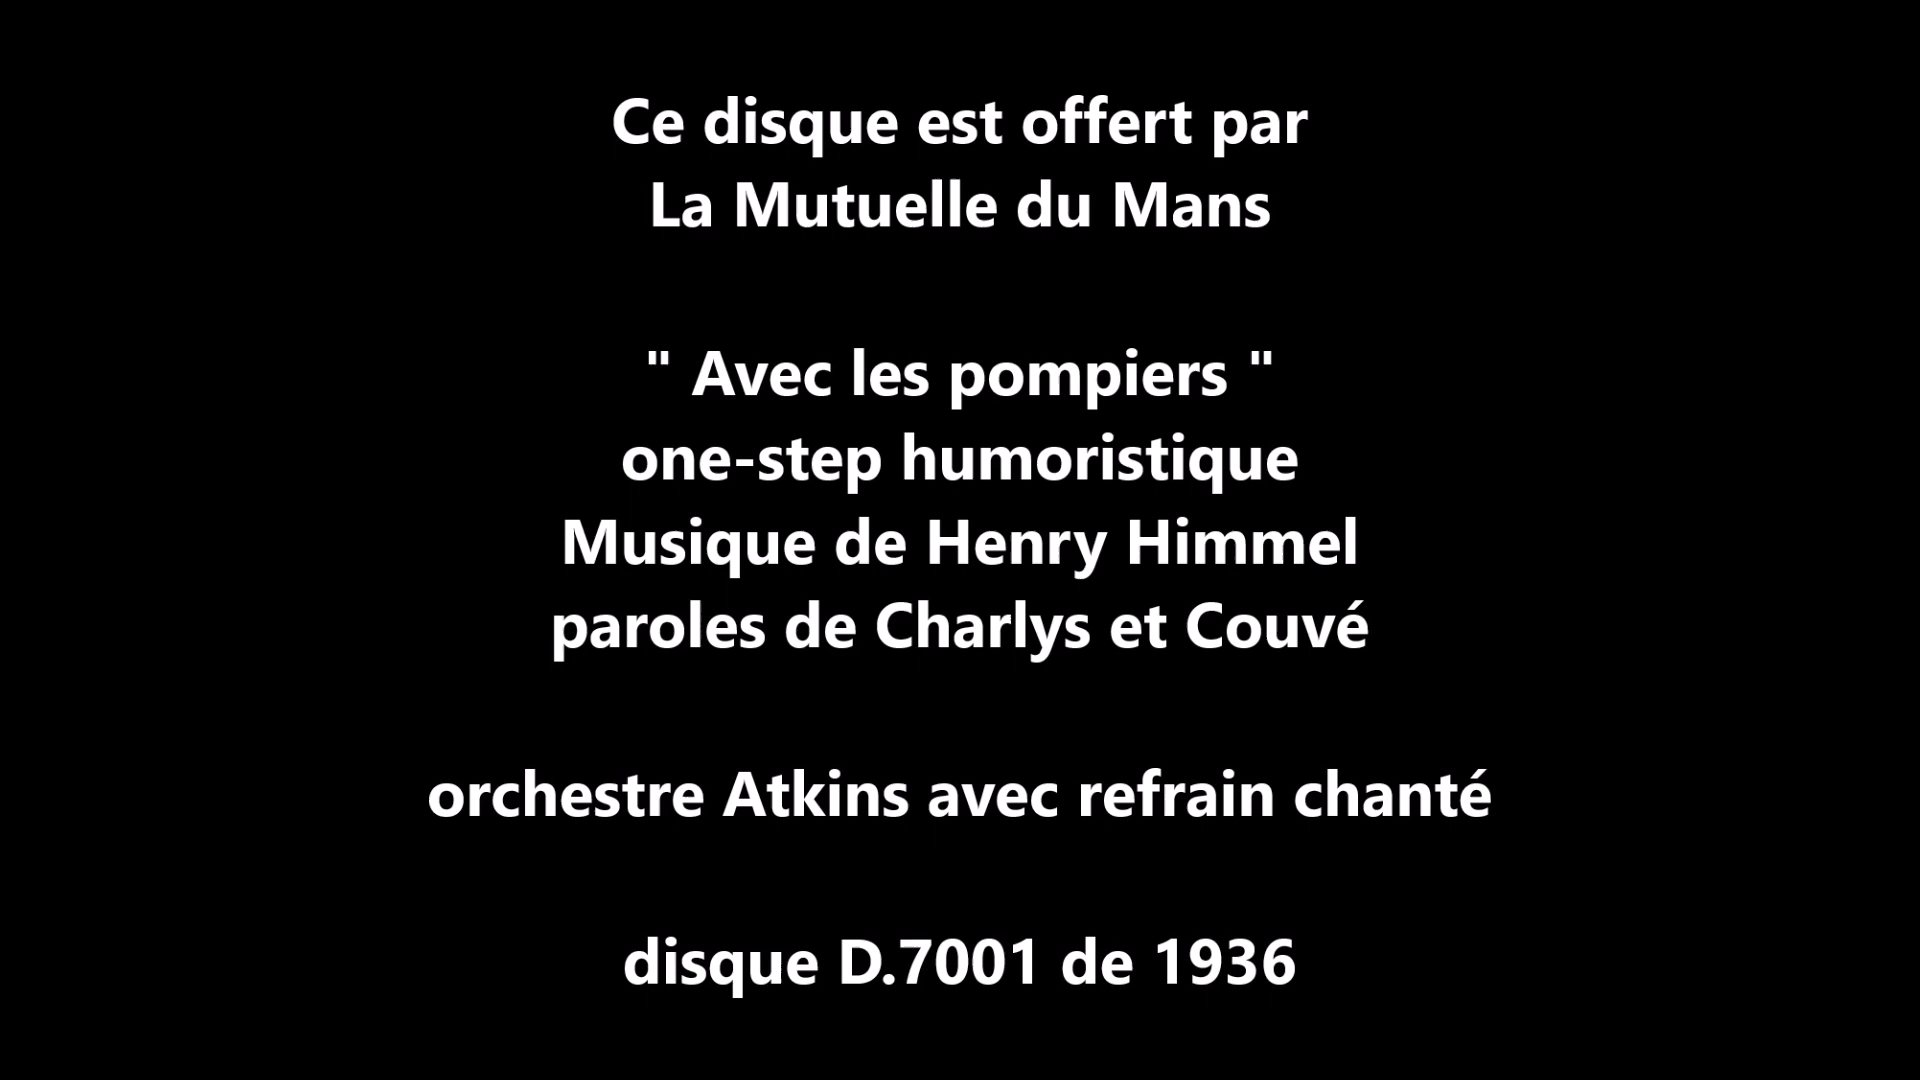 Ce disque est offert par
La Mutuelle du Mans
" Avec les pompiers "
one-step humoristique
Musique de Henry Himmel
paroles de Charlys et Couvé
orchestre Atkins avec refrain chanté
disque D.7001 de 1936